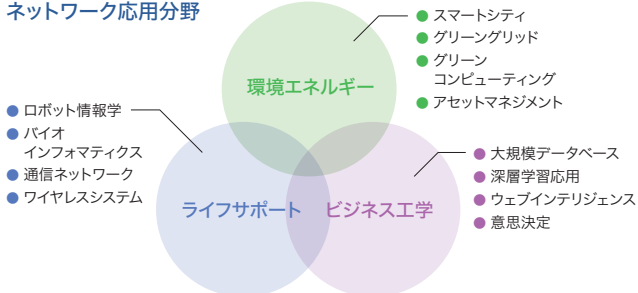 ネットワーク応用分野
環境エネルギー
● スマートシティ
● グリーングリッド
● グリーン
コンピューティング
● アセットマネジメント
ライフサポート
● ロボット情報学
● バイオ
インフォマティクス
● 通信ネットワーク
● ワイヤレスシステム
ビジネス工学
● 大規模データベース
● 深層学習応用
● ウェブインテリジェンス
● 意思決定